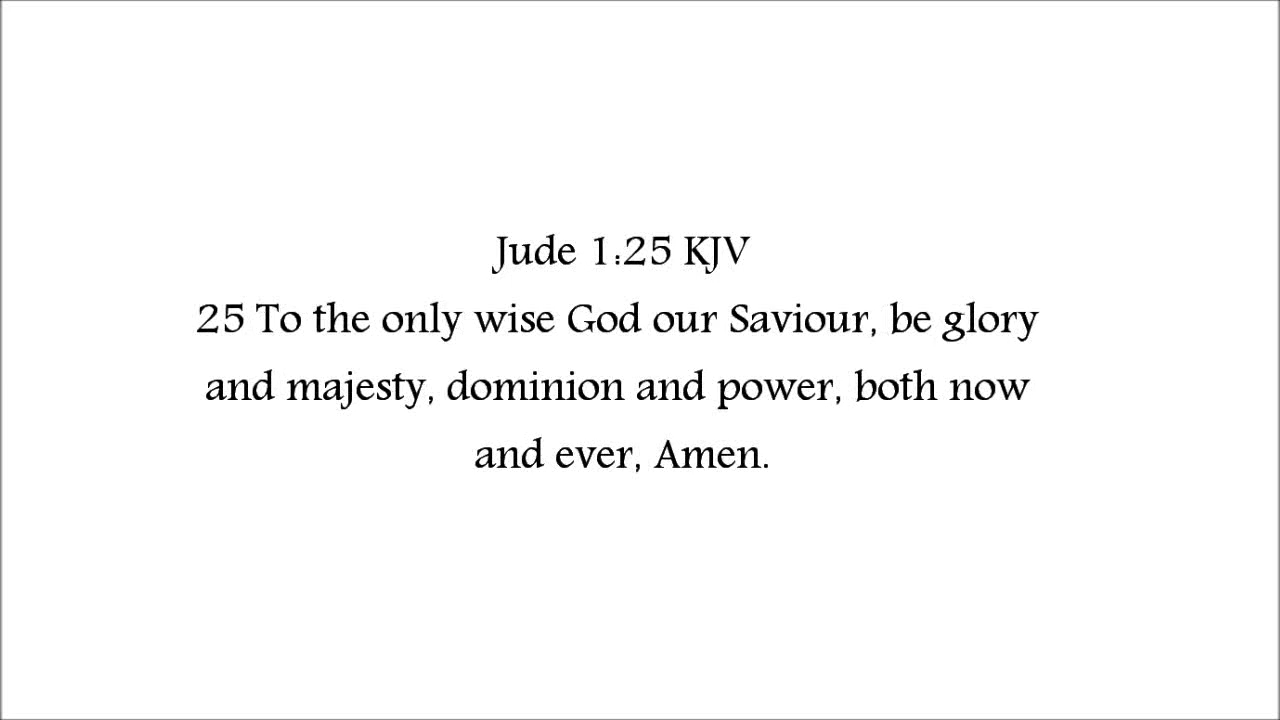 Jude 1:25 KJV
25 To the only wise God our Saviour, be glory
and majesty, dominion and power, both now
and ever, Amen.